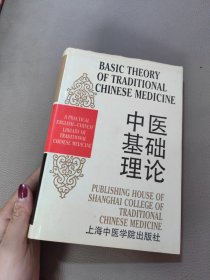 BASIC THEORY
OF TRADITIONAL
CHINESE MEDICINE
A PRACTICAL
ENGLISH-CHINESE
LIBRARY OF
TRADITIONAL
CHINESE MEDICINE
中医
基础
理论
PUBLISHING HOUSE OF
SHANGHAI COLLEGE OF
TRADITIONAL
CHINESE MEDICINE
上海中医学院出版社